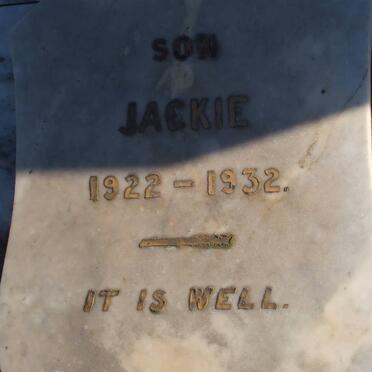 SON
JACKIE
1922 - 1932.
IT IS WELL.